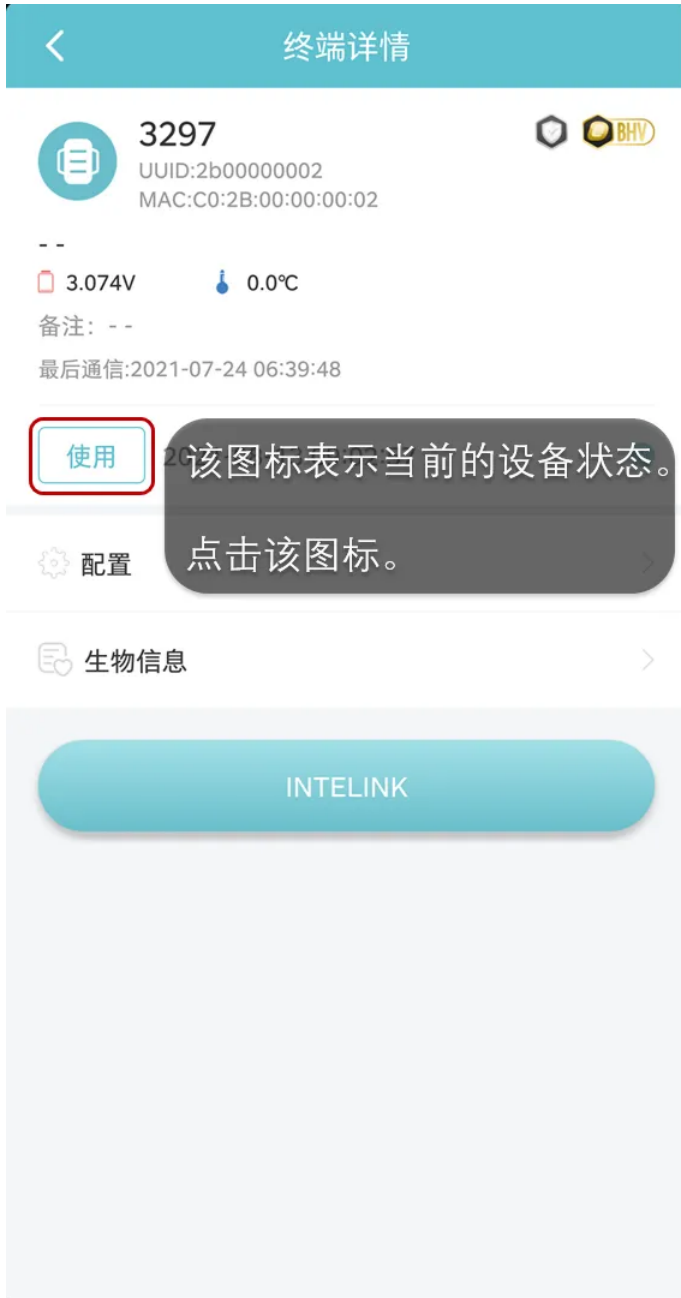 终端详情
3297
BHV
UUID:2b00000002
MAC:C0:2B:00:00:00:02
- -
3.074V 0.0℃
备注：- -
最后通信:2021-07-24 06:39:48
使用
该图标表示当前的设备状态。
点击该图标。
配置
生物信息
INTELINK